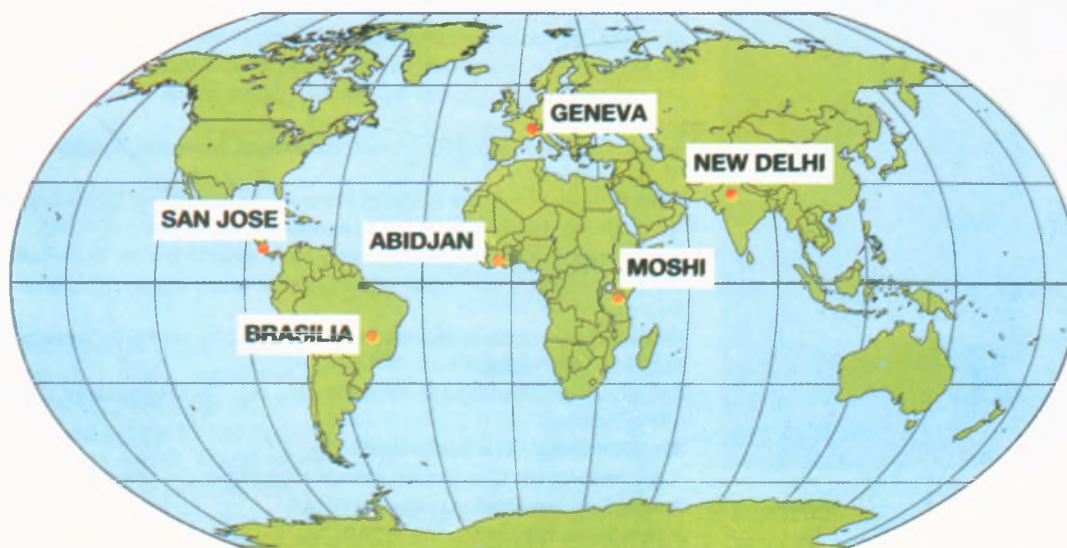 GENEVA
NEW DELHI
SAN JOSE
ABIDJAN
MOSHI
BRASILIA